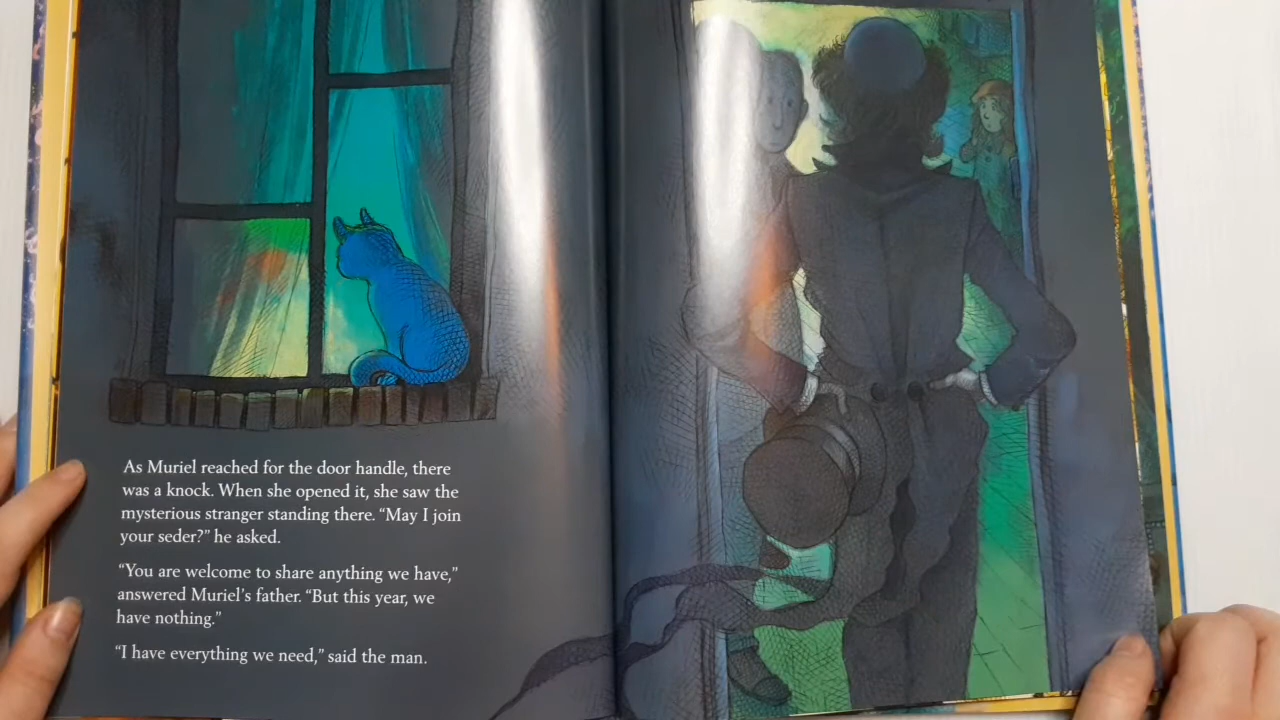 As Muriel reached for the door handle, there
was a knock. When she opened it, she saw the
mysterious stranger standing there. “May I join
your seder?” he asked.
“You are welcome to share anything we have,”
answered Muriel’s father. “But this year, we
have nothing.”
“I have everything we need,” said the man.